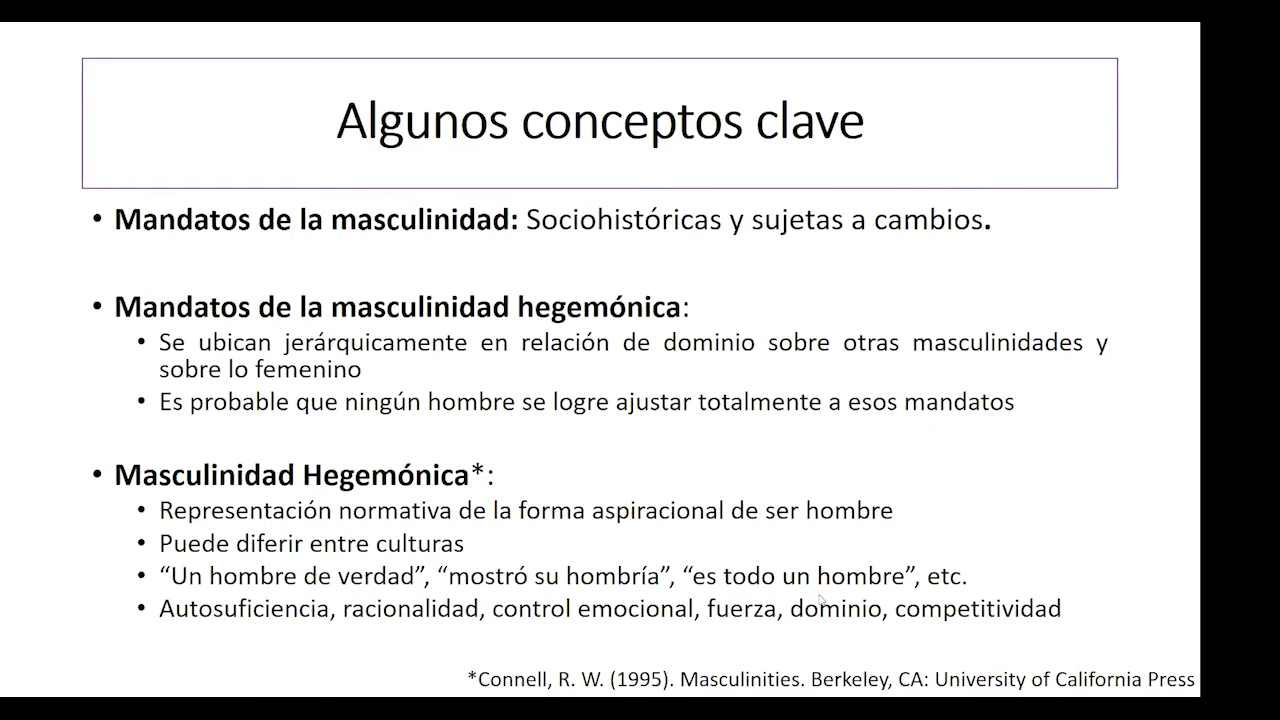 Algunos conceptos clave
• Mandatos de la masculinidad: Sociohistóricas y sujetas a cambios.
• Mandatos de la masculinidad hegemónica:
• Se ubican jerárquicamente en relación de dominio sobre otras masculinidades y
sobre lo femenino
• Es probable que ningún hombre se logre ajustar totalmente a esos mandatos
• Masculinidad Hegemónica*:
• Representación normativa de la forma aspiracional de ser hombre
• Puede diferir entre culturas
• “Un hombre de verdad”, “mostró su hombría”, “es todo un hombre”, etc.
• Autosuficiencia, racionalidad, control emocional, fuerza, dominio, competitividad
*Connell, R. W. (1995). Masculinities. Berkeley, CA: University of California Press